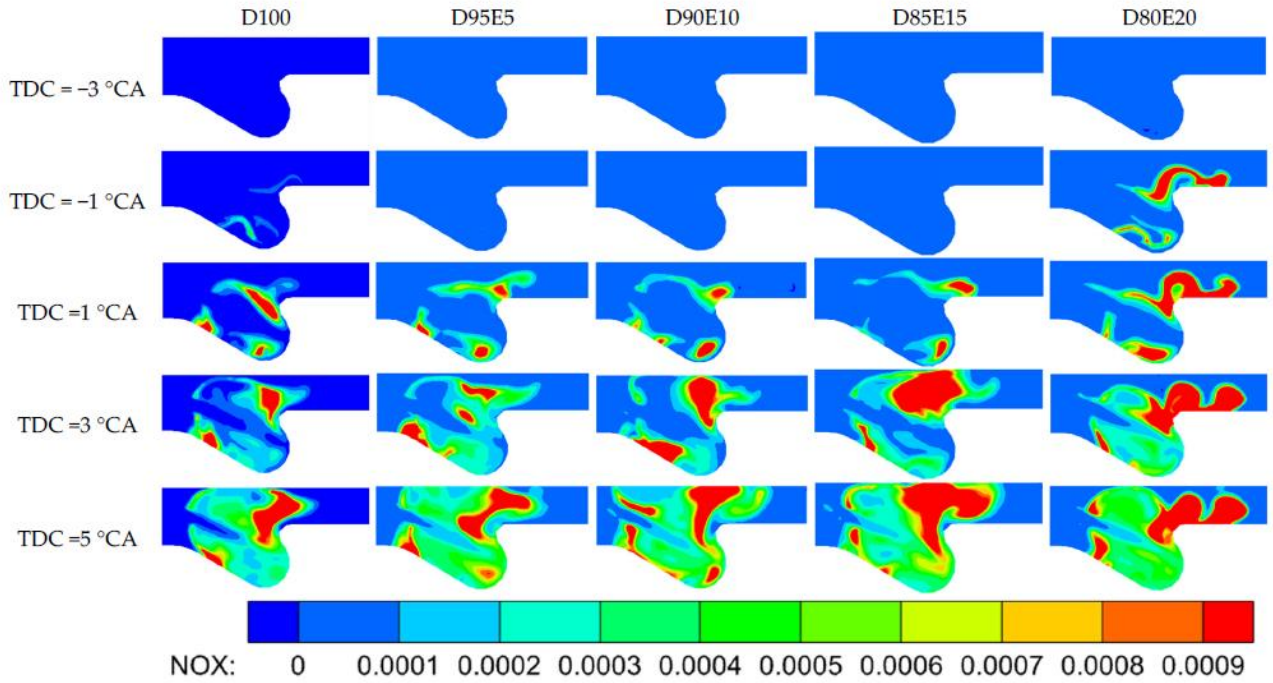 D100 D95E5 D90E10 D85E15 D80E20
TDC = −3 °CA
TDC = −1 °CA
TDC =1 °CA
TDC =3 °CA
TDC =5 °CA
NOX: 0 0.0001 0.0002 0.0003 0.0004 0.0005 0.0006 0.0007 0.0008 0.0009